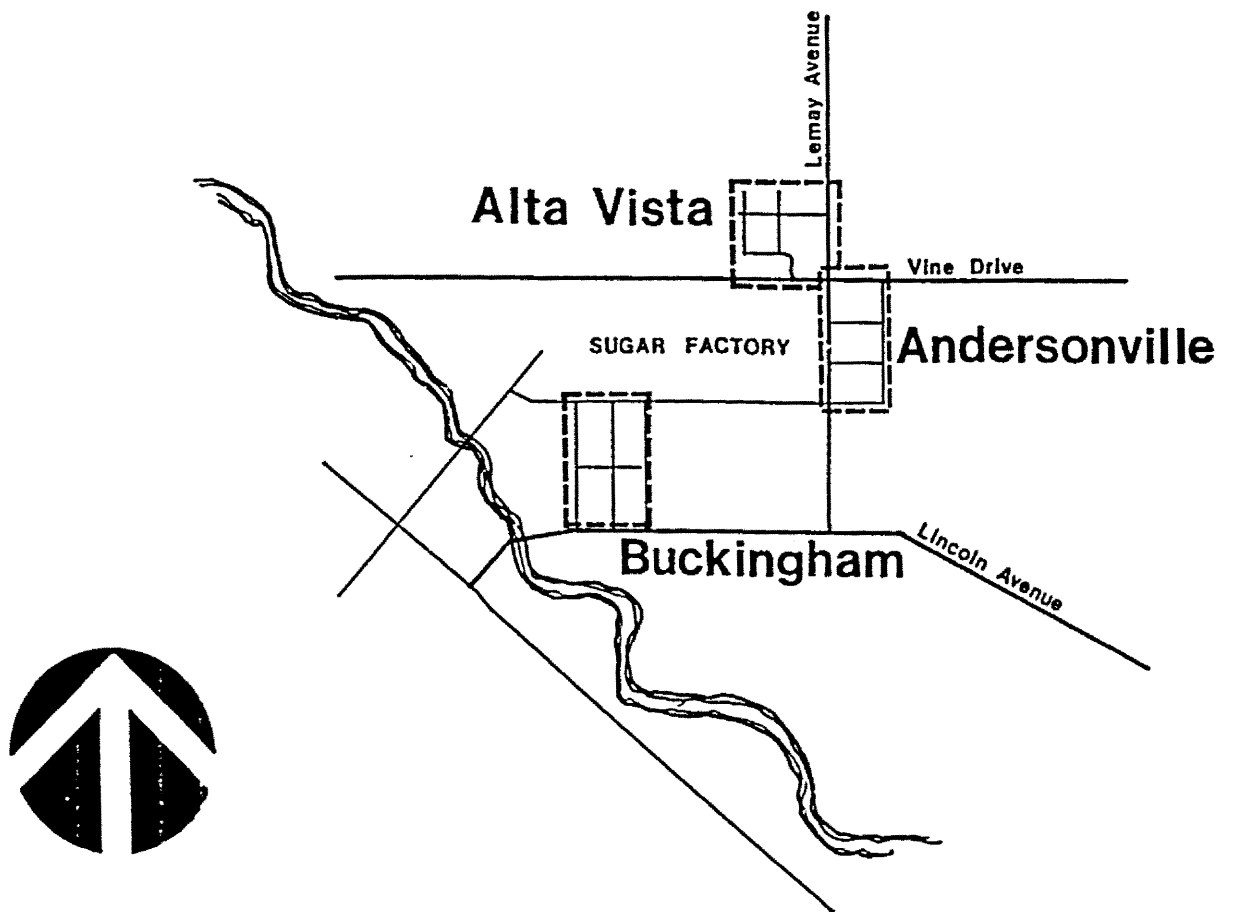 Lemay Avenue
Alta Vista
Vine Drive
SUGAR FACTORY
Andersonville
Buckingham
Lincoln Avenue